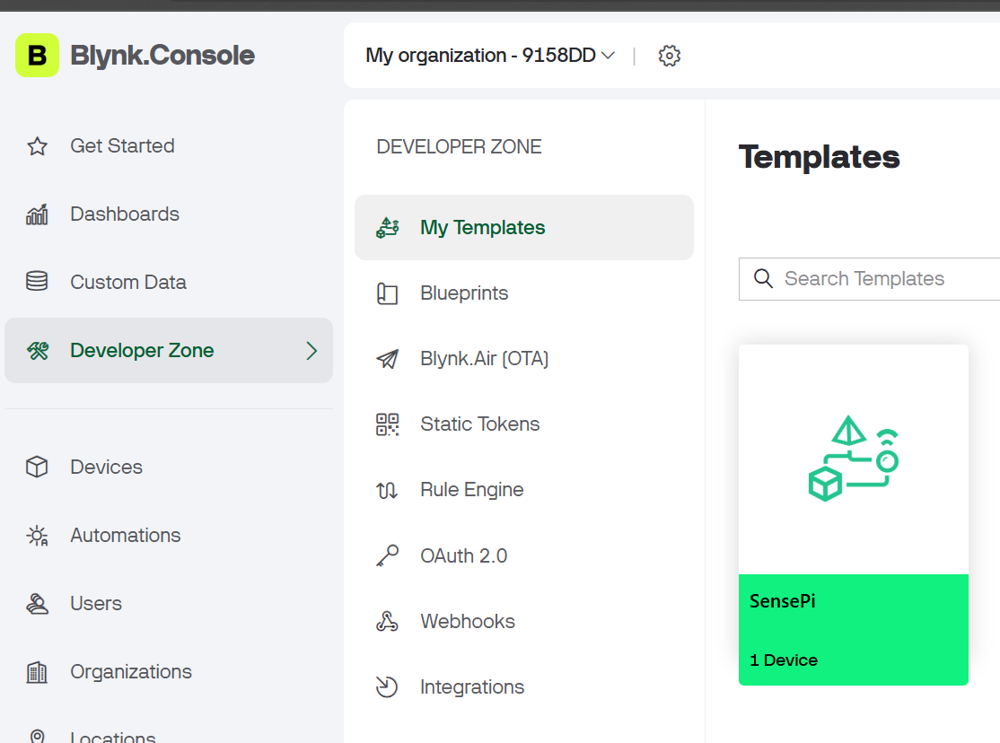 B Blynk.Console
My organization - 9158DD
Get Started
Dashboards
Custom Data
Developer Zone
Devices
Automations
Users
Organizations
Locations
DEVELOPER ZONE
My Templates
Blueprints
Blynk.Air (OTA)
Static Tokens
Rule Engine
OAuth 2.0
Webhooks
Integrations
Templates
Search Templates
SensePi
1 Device